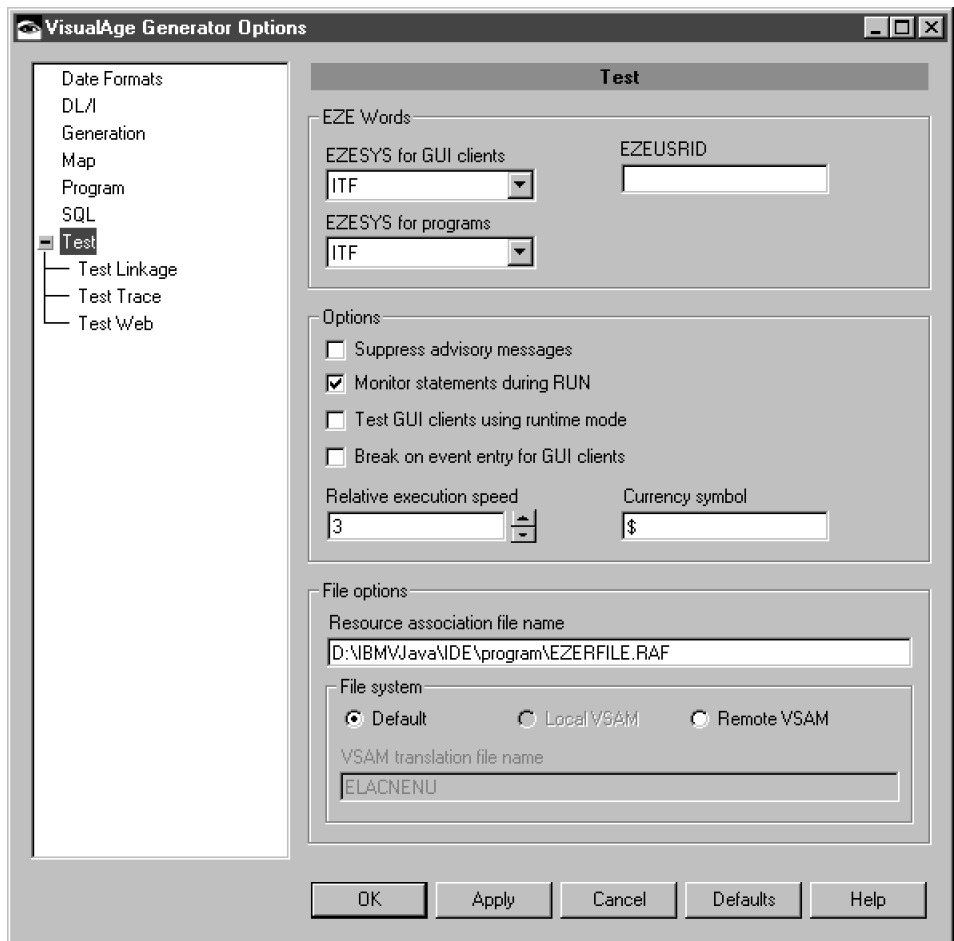 VisualAge Generator Options
Date Formats
DL/I
Generation
Map
Program
SQL
Test
Test Linkage
Test Trace
Test Web
Test
EZE Words
EZESYS for GUI clients
EZEUSRID
ITF
EZESYS for programs
ITF
Options
Suppress advisory messages
Monitor statements during RUN
Test GUI clients using runtime mode
Break on event entry for GUI clients
Relative execution speed
Currency symbol
3
$
File options
Resource association file name
D:\IBMVJava\IDE\program\EZERFILE.RAF
File system
Default
Local VSAM
Remote VSAM
VSAM translation file name
ELACNENU
OK
Apply
Cancel
Defaults
Help